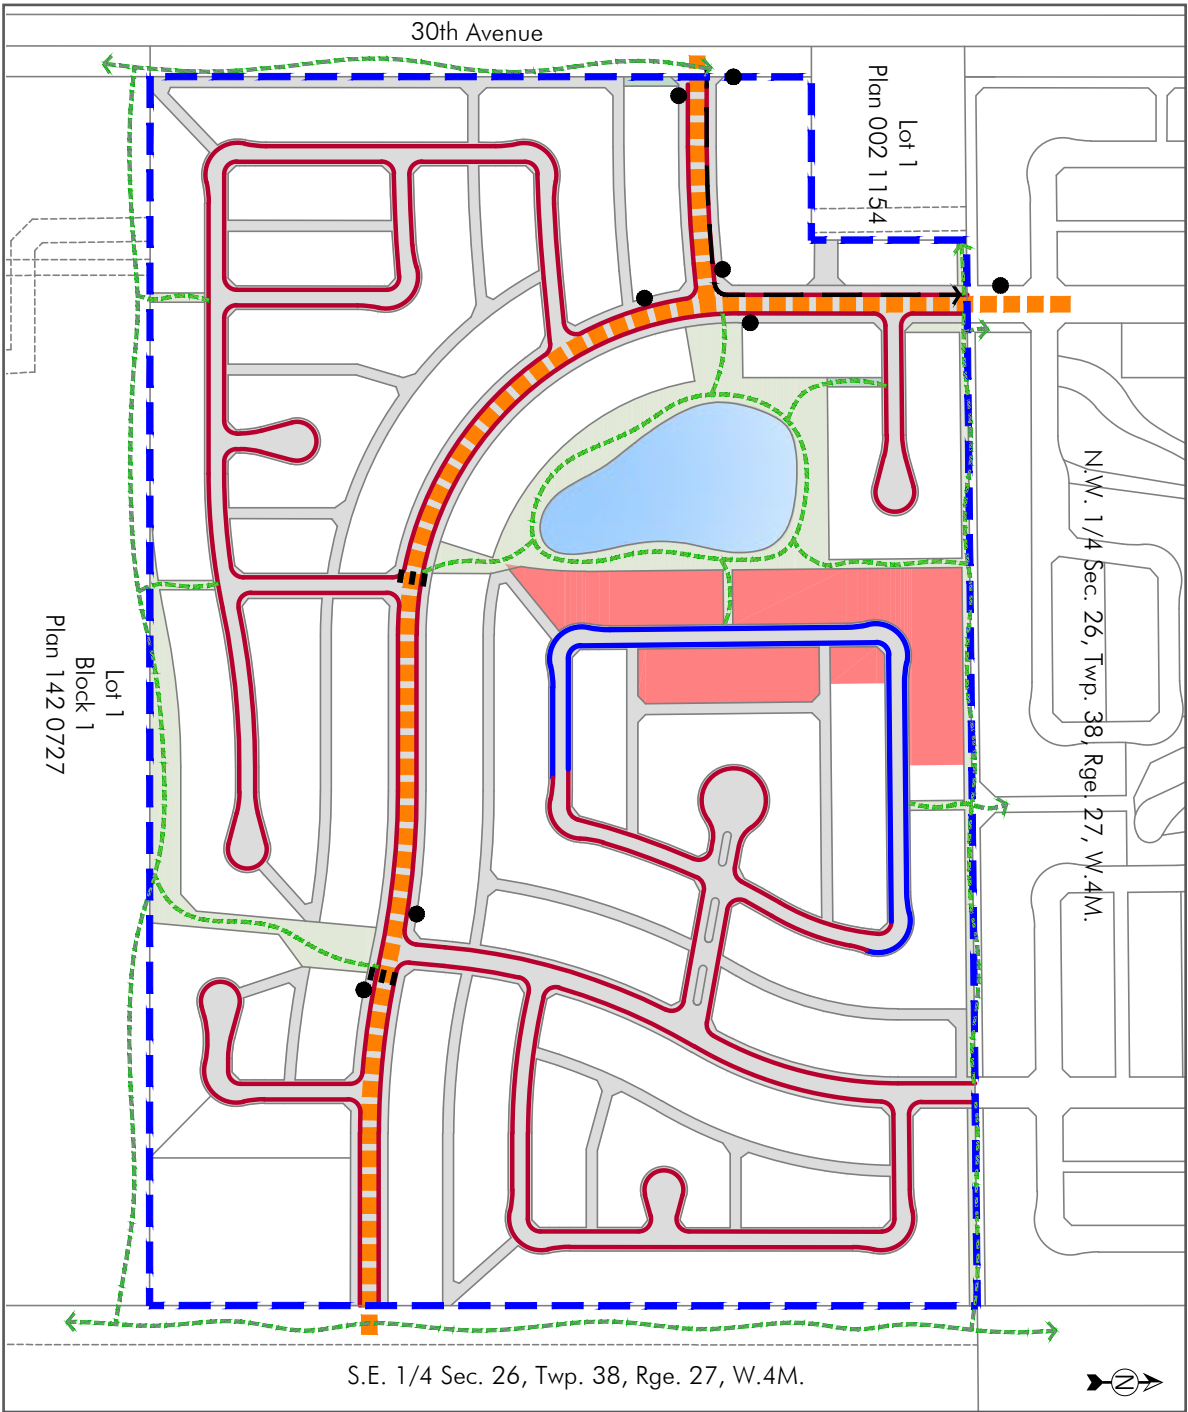 30th Avenue
Lot 1
Plan 002 1154
N.W. 1/4 Sec. 26, Twp. 38, Rge. 27, W.4M.
Lot 1
Block 1
Plan 142 0727
S.E. 1/4 Sec. 26, Twp. 38, Rge. 27, W.4M.
N